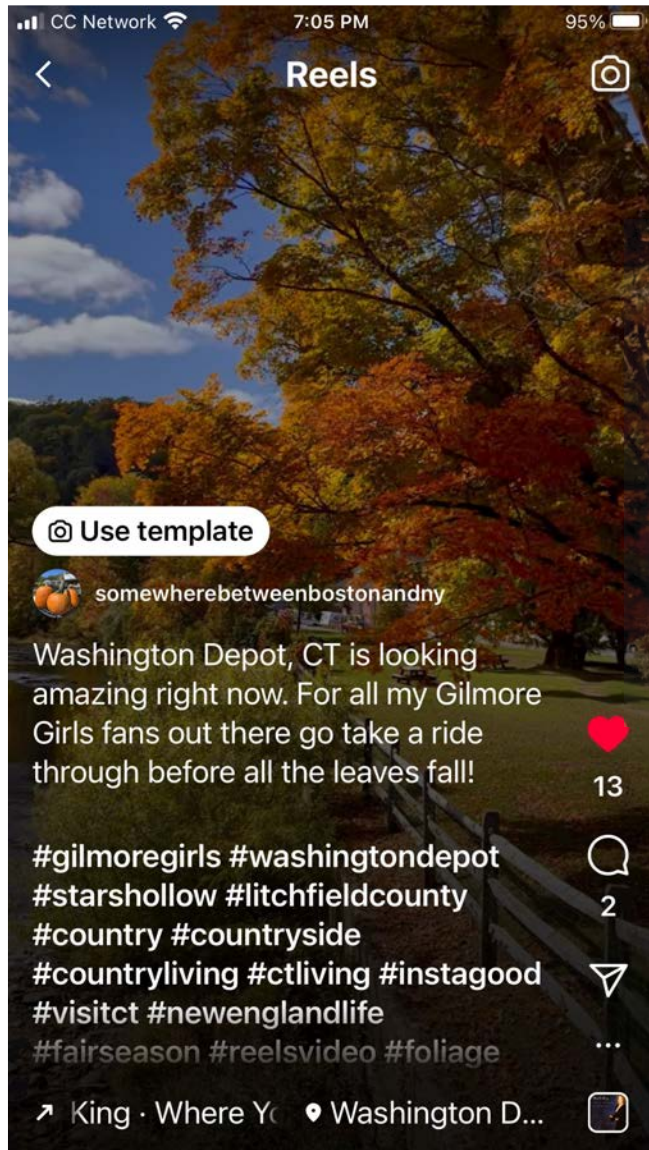 CC Network 7:05 PM 95%
Reels
Use template
somewherebetweenbostonandny
Washington Depot, CT is looking
amazing right now. For all my Gilmore
Girls fans out there go take a ride
through before all the leaves fall!
#gilmoregirls #washingtondepot
#starshollow #litchfieldcounty
#country #countryside
#countryliving #ctliving #instagood
#visitct #newenglandlife
#fairseason #reelsvideo #foliage
13
2
King · Where Yo Washington D...